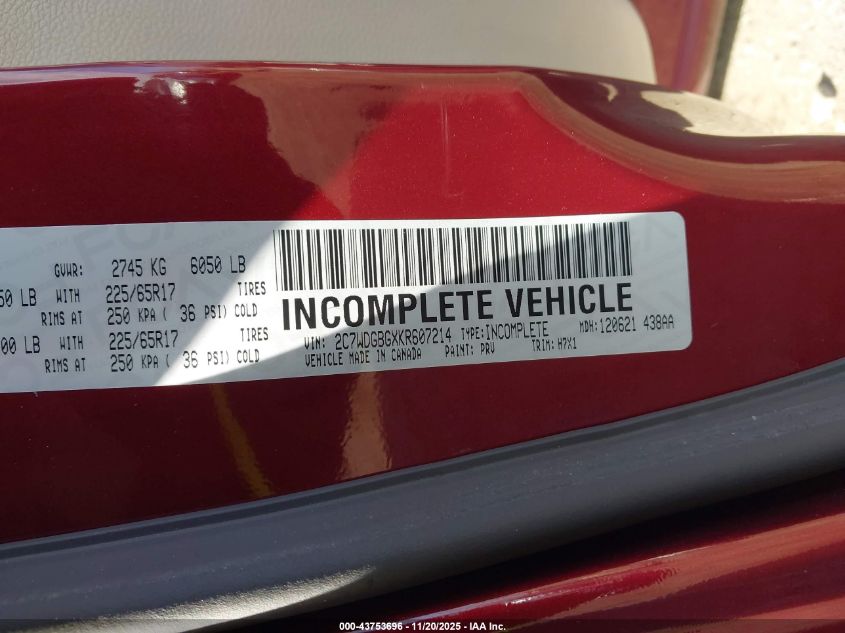 GVWR: 2745 KG 6050 LB
50 LB WITH 225/65R17 TIRES
RIMS AT 250 KPA ( 36 PSI) COLD
00 LB WITH 225/65R17 TIRES
RIMS AT 250 KPA ( 36 PSI) COLD
INCOMPLETE VEHICLE
VIN: 2C7WDGBGXKR607214 TYPE:INCOMPLETE MDH:120621 438AA
VEHICLE MADE IN CANADA PAINT: PRV TRIM: H7X1
000-43753696 - 11/20/2025 - IAA Inc.